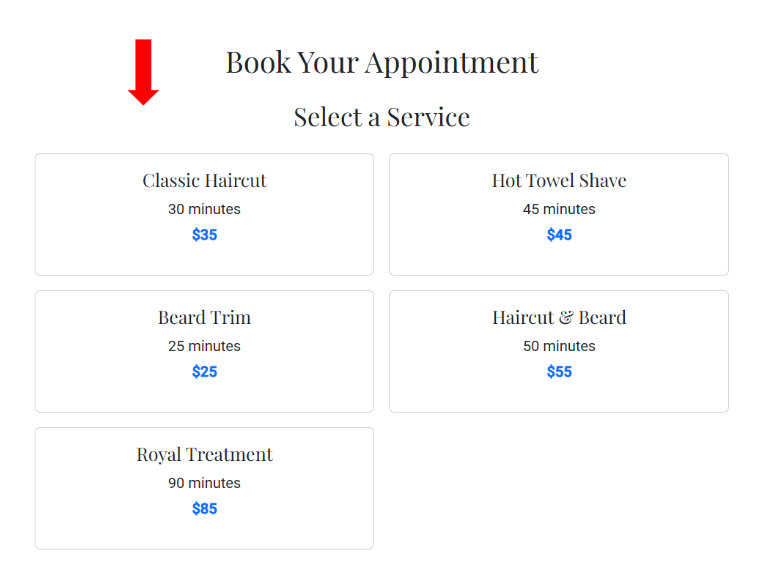 Book Your Appointment
Select a Service
Classic Haircut
30 minutes
$35
Hot Towel Shave
45 minutes
$45
Beard Trim
25 minutes
$25
Haircut & Beard
50 minutes
$55
Royal Treatment
90 minutes
$85